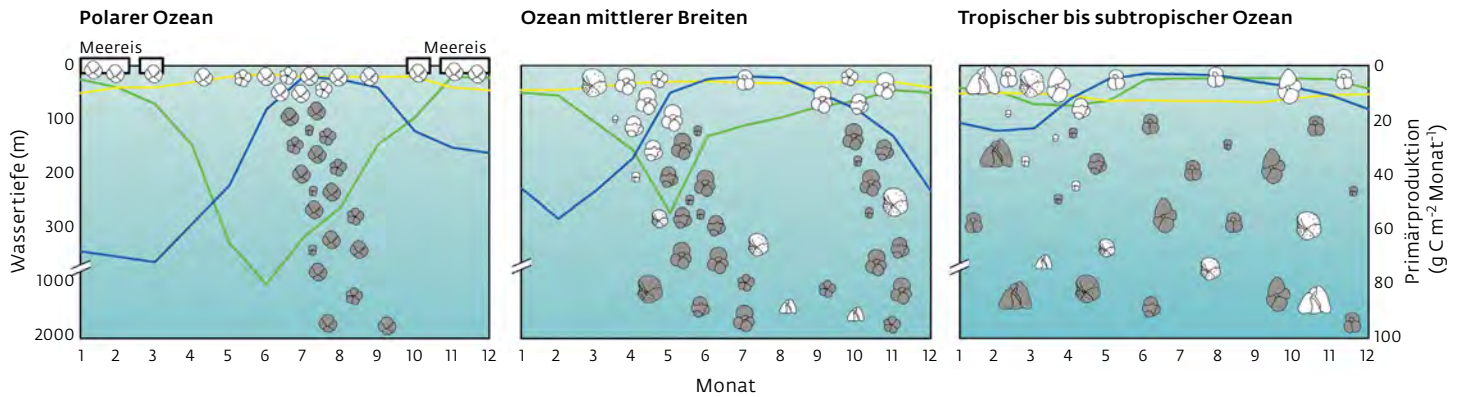 Polarer Ozean
Ozean mittlerer Breiten
Tropischer bis subtropischer Ozean
Meereis
Meereis
Wassertiefe (m)
0
100
200
300
1000
2000
1 2 3 4 5 6 7 8 9 10 11 12
1 2 3 4 5 6 7 8 9 10 11 12
1 2 3 4 5 6 7 8 9 10 11 12
0
20
40
60
80
100
Primärproduktion
(g C m⁻² Monat⁻¹)
Monat